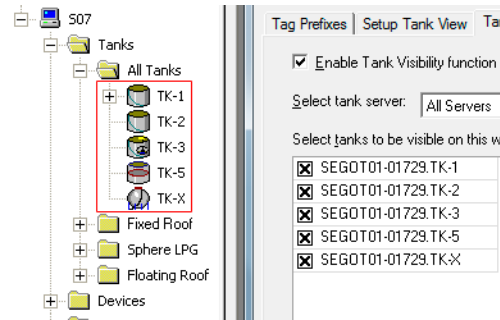 S07
Tanks
All Tanks
TK-1
TK-2
TK-3
TK-5
TK-X
Fixed Roof
Sphere LPG
Floating Roof
Devices
Tag Prefixes
Setup Tank View
Enable Tank Visibility function
Select tank server:
All Servers
Select tanks to be visible on this
SEGOT01-01729.TK-1
SEGOT01-01729.TK-2
SEGOT01-01729.TK-3
SEGOT01-01729.TK-5
SEGOT01-01729.TK-X